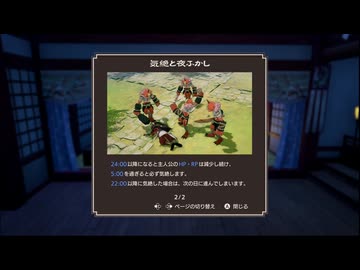 気絶と夜ふかし
24:00以降になると主人公のHP・RPは減少し続け、
5:00を過ぎると必ず気絶します。
22:00以降に気絶した場合は、次の日に進んでしまいます。
2/2
ページの切り替え A 閉じる